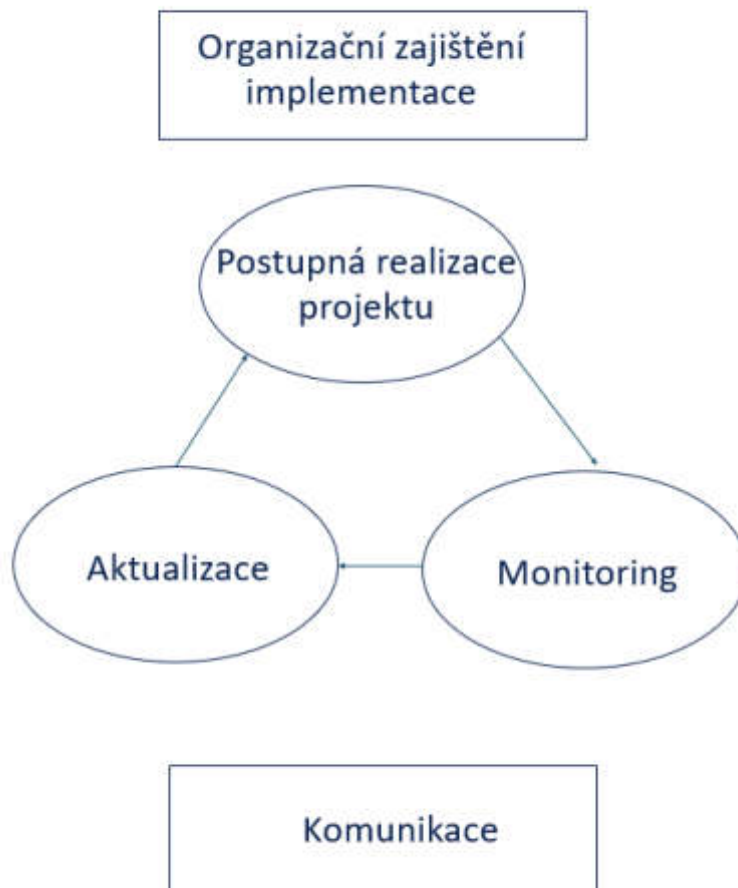 Organizační zajištění
implementace
Postupná realizace
projektu
Aktualizace
Monitoring
Komunikace